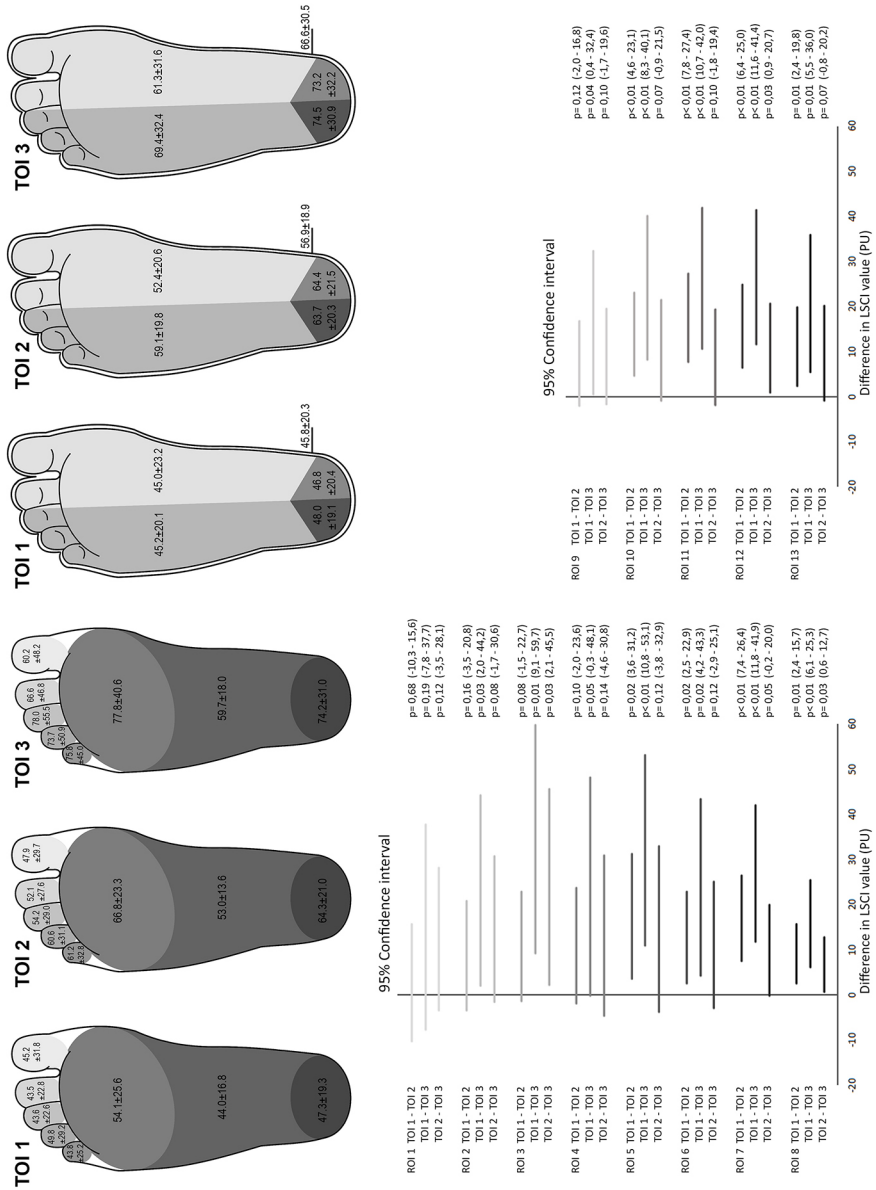 TOI 1
45.2
±31.8
43.5
±22.8
43.6
±22.6
49.8
±29.2
43.8
±25.2
54.1±25.6
44.0±16.8
47.3±19.3
TOI 2
47.9
±29.7
52.1
±27.6
54.2
±29.0
60.6
±31.1
61.2
±32.8
66.8±23.3
53.0±13.6
64.3±21.0
TOI 3
60.2
±48.2
66.6
±46.8
78.0
±55.5
73.7
±50.9
75.8
±45.0
77.8±40.6
59.7±18.0
74.2±31.0
TOI 1
45.2±20.1
45.0±23.2
48.0
±19.1
46.8
±20.4
45.8±20.3
TOI 2
59.1±19.8
52.4±20.6
63.7
±20.3
64.4
±21.5
56.9±18.9
TOI 3
69.4±32.4
61.3±31.6
74.5
±30.9
73.2
±32.2
66.6±30.5
95% Confidence interval
ROI 1 TOI 1 - TOI 2 p= 0,68 (-10,3 - 15,6)
TOI 1 - TOI 3 p= 0,19 (-7,8 - 37,7)
TOI 2 - TOI 3 p= 0,12 (-3,5 - 28,1)
ROI 2 TOI 1 - TOI 2 p= 0,16 (-3,5 - 20,8)
TOI 1 - TOI 3 p= 0,03 (2,0 - 44,2)
TOI 2 - TOI 3 p= 0,08 (-1,7 - 30,6)
ROI 3 TOI 1 - TOI 2 p= 0,08 (-1,5 - 22,7)
TOI 1 - TOI 3 p= 0,01 (9,1 - 59,7)
TOI 2 - TOI 3 p= 0,03 (2,1 - 45,5)
ROI 4 TOI 1 - TOI 2 p= 0,10 (-2,0 - 23,6)
TOI 1 - TOI 3 p= 0,05 (-0,3 - 48,1)
TOI 2 - TOI 3 p= 0,14 (-4,6 - 30,8)
ROI 5 TOI 1 - TOI 2 p= 0,02 (3,6 - 31,2)
TOI 1 - TOI 3 p< 0,01 (10,8 - 53,1)
TOI 2 - TOI 3 p= 0,12 (-3,8 - 32,9)
ROI 6 TOI 1 - TOI 2 p= 0,02 (2,5 - 22,9)
TOI 1 - TOI 3 p= 0,02 (4,2 - 43,3)
TOI 2 - TOI 3 p= 0,12 (-2,9 - 25,1)
ROI 7 TOI 1 - TOI 2 p< 0,01 (7,4 - 26,4)
TOI 1 - TOI 3 p< 0,01 (11,8 - 41,9)
TOI 2 - TOI 3 p= 0,05 (-0,2 - 20,0)
ROI 8 TOI 1 - TOI 2 p= 0,01 (2,4 - 15,7)
TOI 1 - TOI 3 p< 0,01 (6,1 - 25,3)
TOI 2 - TOI 3 p= 0,03 (0,6 - 12,7)
-20 -10 0 10 20 30 40 50 60
Difference in LSCI value (PU)
95% Confidence interval
ROI 9 TOI 1 - TOI 2 p= 0,12 (-2,0 - 16,8)
TOI 1 - TOI 3 p= 0,04 (0,4 - 32,4)
TOI 2 - TOI 3 p= 0,10 (-1,7 - 19,6)
ROI 10 TOI 1 - TOI 2 p< 0,01 (4,6 - 23,1)
TOI 1 - TOI 3 p< 0,01 (8,3 - 40,1)
TOI 2 - TOI 3 p= 0,07 (-0,9 - 21,5)
ROI 11 TOI 1 - TOI 2 p< 0,01 (7,8 - 27,4)
TOI 1 - TOI 3 p< 0,01 (10,7 - 42,0)
TOI 2 - TOI 3 p= 0,10 (-1,8 - 19,4)
ROI 12 TOI 1 - TOI 2 p< 0,01 (6,4 - 25,0)
TOI 1 - TOI 3 p< 0,01 (11,6 - 41,4)
TOI 2 - TOI 3 p= 0,03 (0,9 - 20,7)
ROI 13 TOI 1 - TOI 2 p= 0,01 (2,4 - 19,8)
TOI 1 - TOI 3 p= 0,01 (5,5 - 36,0)
TOI 2 - TOI 3 p= 0,07 (-0,8 - 20,2)
-20 -10 0 10 20 30 40 50 60
Difference in LSCI value (PU)